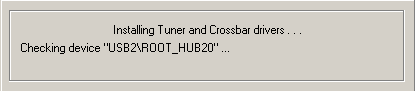 Installing Tuner and Crossbar drivers . . .
Checking device "USB2\ROOT_HUB20" ...